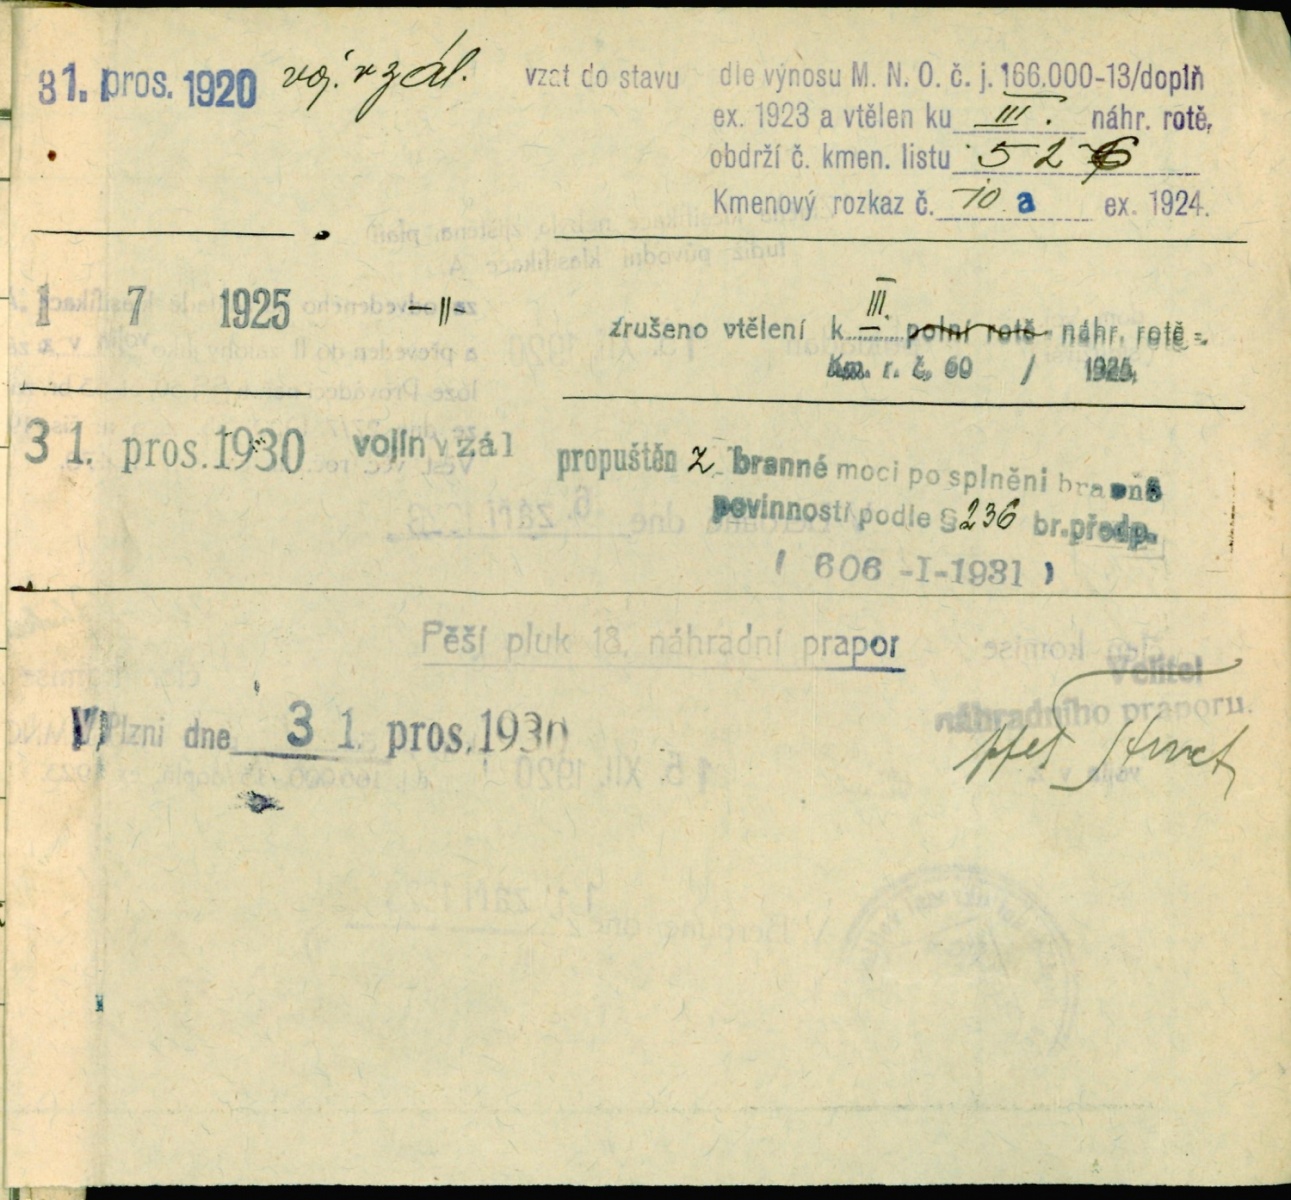 31. pros. 1920 voj. v zál. vzat do stavu dle výnosu M. N. O. č. j. 166.000-13/doplň
ex. 1923 a vtělen ku III. náhr. rotě,
obdrží č. kmen. listu 526
Kmenový rozkaz č. 10 a ex. 1924.
1 7 1925 -"- zrušeno vtělení k III. polní rotě - náhr. rotě
Km. r. č. 60 / 1925.
31. pros. 1930 vojín v zál propuštěn z branné moci po splnění branné
povinnosti podle § 236 br. předp.
( 606 -I-1931 )
Pěší pluk 18, náhradní prapor
Velitel
náhradního praporu.
V Plzni dne 31. pros. 1930